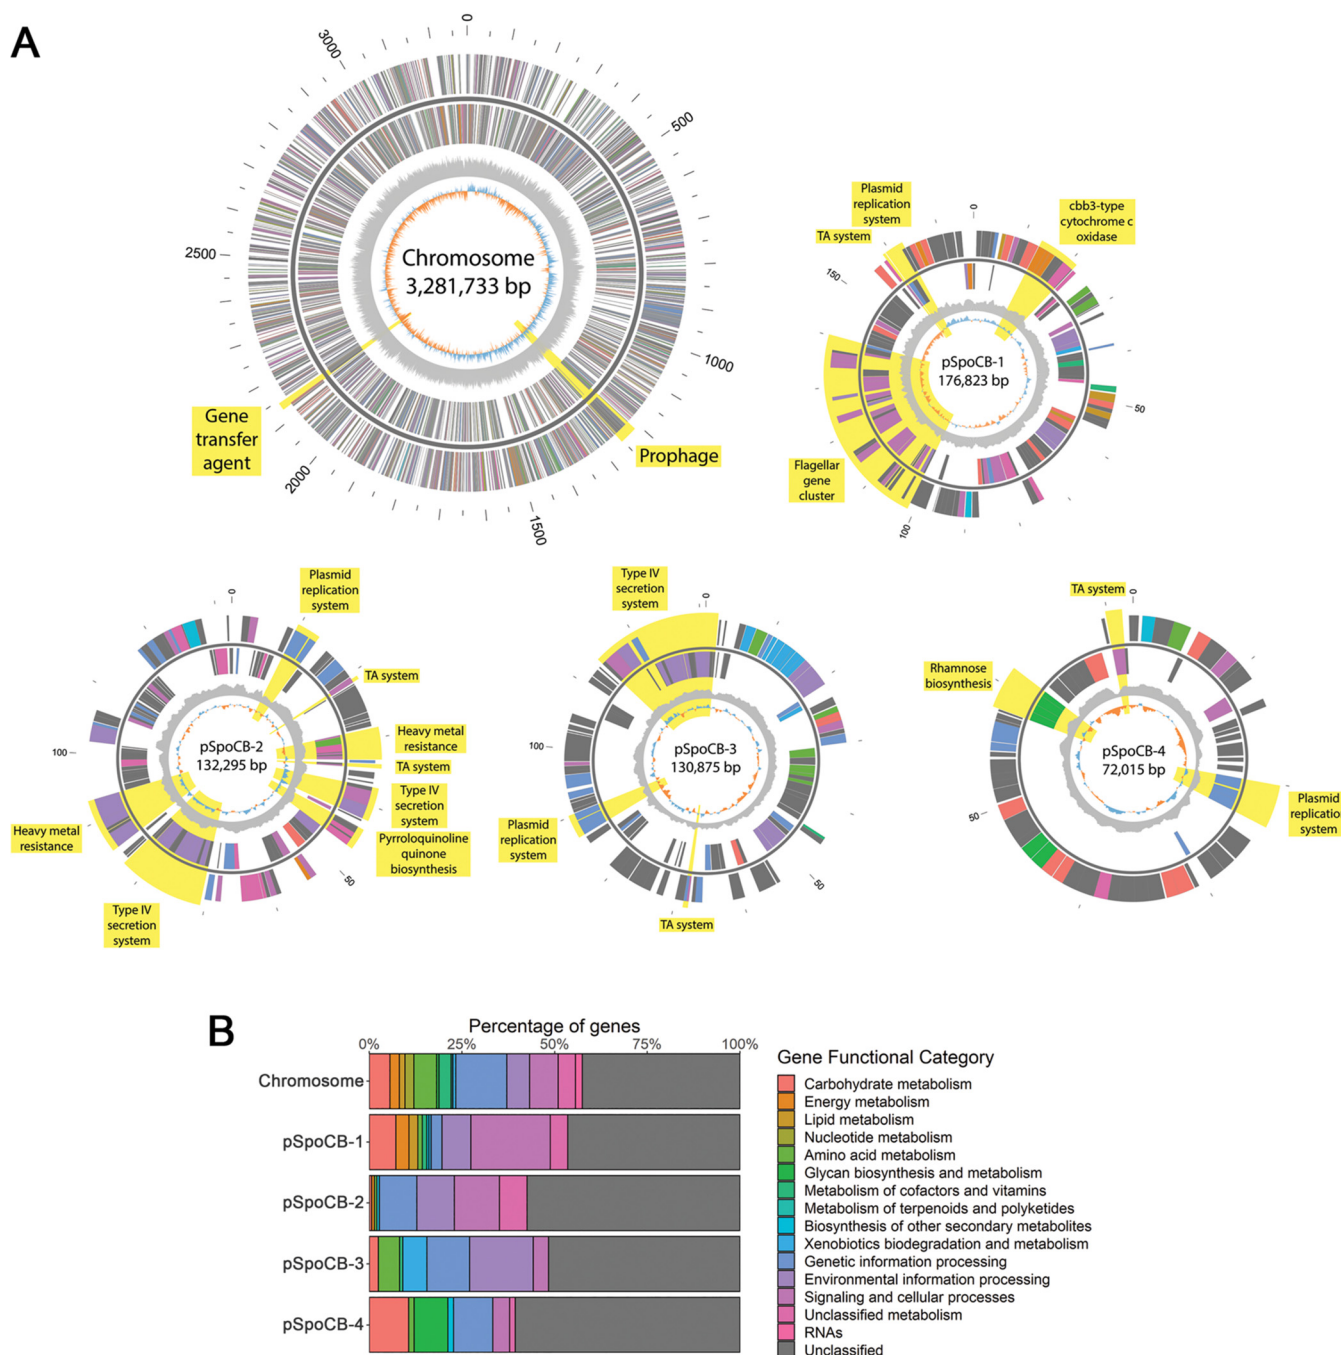 A
0
500
1000
1500
2000
2500
3000
Chromosome
3,281,733 bp
Gene
transfer
agent
Prophage
Plasmid
replication
system
TA system
cbb3-type
cytochrome c
oxidase
0
50
100
150
pSpoCB-1
176,823 bp
Flagellar
gene
cluster
Plasmid
replication
system
0
50
100
TA system
Heavy metal
resistance
TA system
Type IV
secretion
system
Pyrroloquinoline
quinone
biosynthesis
pSpoCB-2
132,295 bp
Heavy metal
resistance
Type IV
secretion
system
Type IV
secretion
system
0
50
100
pSpoCB-3
130,875 bp
Plasmid
replication
system
TA system
TA system
0
50
Rhamnose
biosynthesis
pSpoCB-4
72,015 bp
Plasmid
replicatio
system
B
Percentage of genes
0% 25% 50% 75% 100%
Chromosome
pSpoCB-1
pSpoCB-2
pSpoCB-3
pSpoCB-4
Gene Functional Category
Carbohydrate metabolism
Energy metabolism
Lipid metabolism
Nucleotide metabolism
Amino acid metabolism
Glycan biosynthesis and metabolism
Metabolism of cofactors and vitamins
Metabolism of terpenoids and polyketides
Biosynthesis of other secondary metabolites
Xenobiotics biodegradation and metabolism
Genetic information processing
Environmental information processing
Signaling and cellular processes
Unclassified metabolism
RNAs
Unclassified